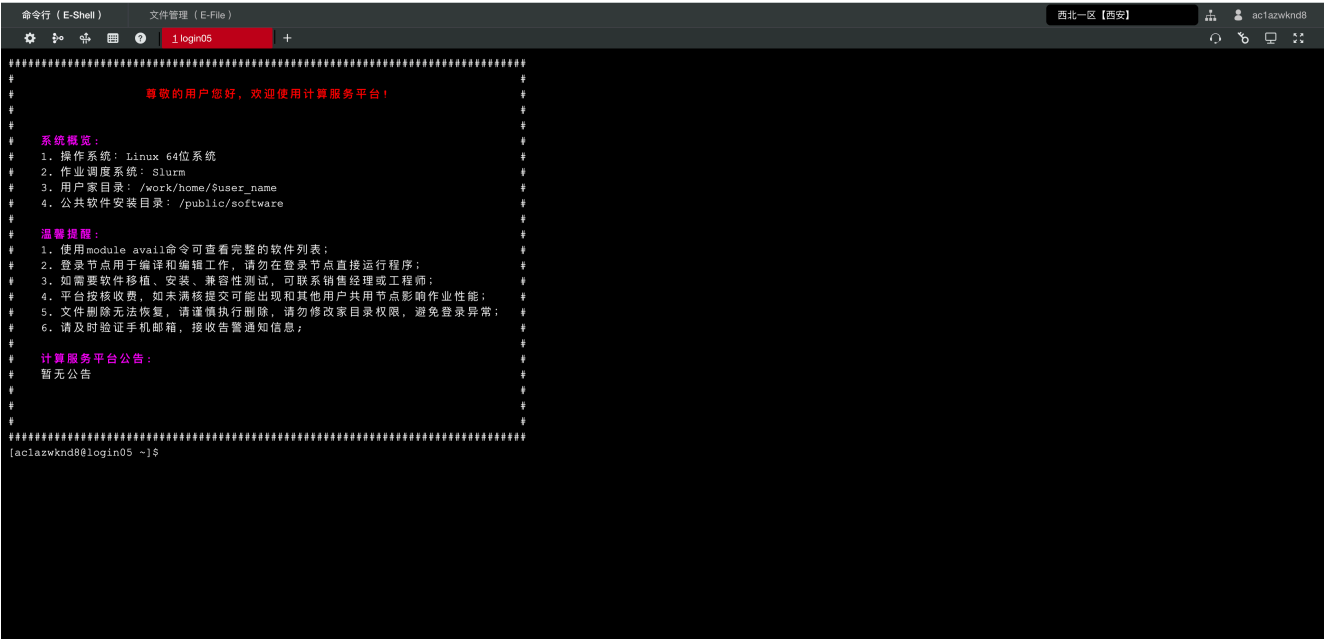 命令行（E-Shell）
文件管理（E-File）
西北一区【西安】
ac1azwknd8
1 login05
+
################################################################################
# #
# 尊敬的用户您好，欢迎使用计算服务平台！ #
# #
# #
# 系统概览： #
# 1. 操作系统：Linux 64位系统 #
# 2. 作业调度系统：Slurm #
# 3. 用户家目录：/work/home/$user_name #
# 4. 公共软件安装目录：/public/software #
# #
# 温馨提醒： #
# 1. 使用module avail命令可查看完整的软件列表； #
# 2. 登录节点用于编译和编辑工作，请勿在登录节点直接运行程序； #
# 3. 如需要软件移植、安装、兼容性测试，可联系销售经理或工程师； #
# 4. 平台按核收费，如未满核提交可能出现和其他用户共用节点影响作业性能； #
# 5. 文件删除无法恢复，请谨慎执行删除，请勿修改家目录权限，避免登录异常； #
# 6. 请及时验证手机邮箱，接收告警通知信息； #
# #
# 计算服务平台公告： #
# 暂无公告 #
# #
# #
# #
################################################################################
[ac1azwknd8@login05 ~]$